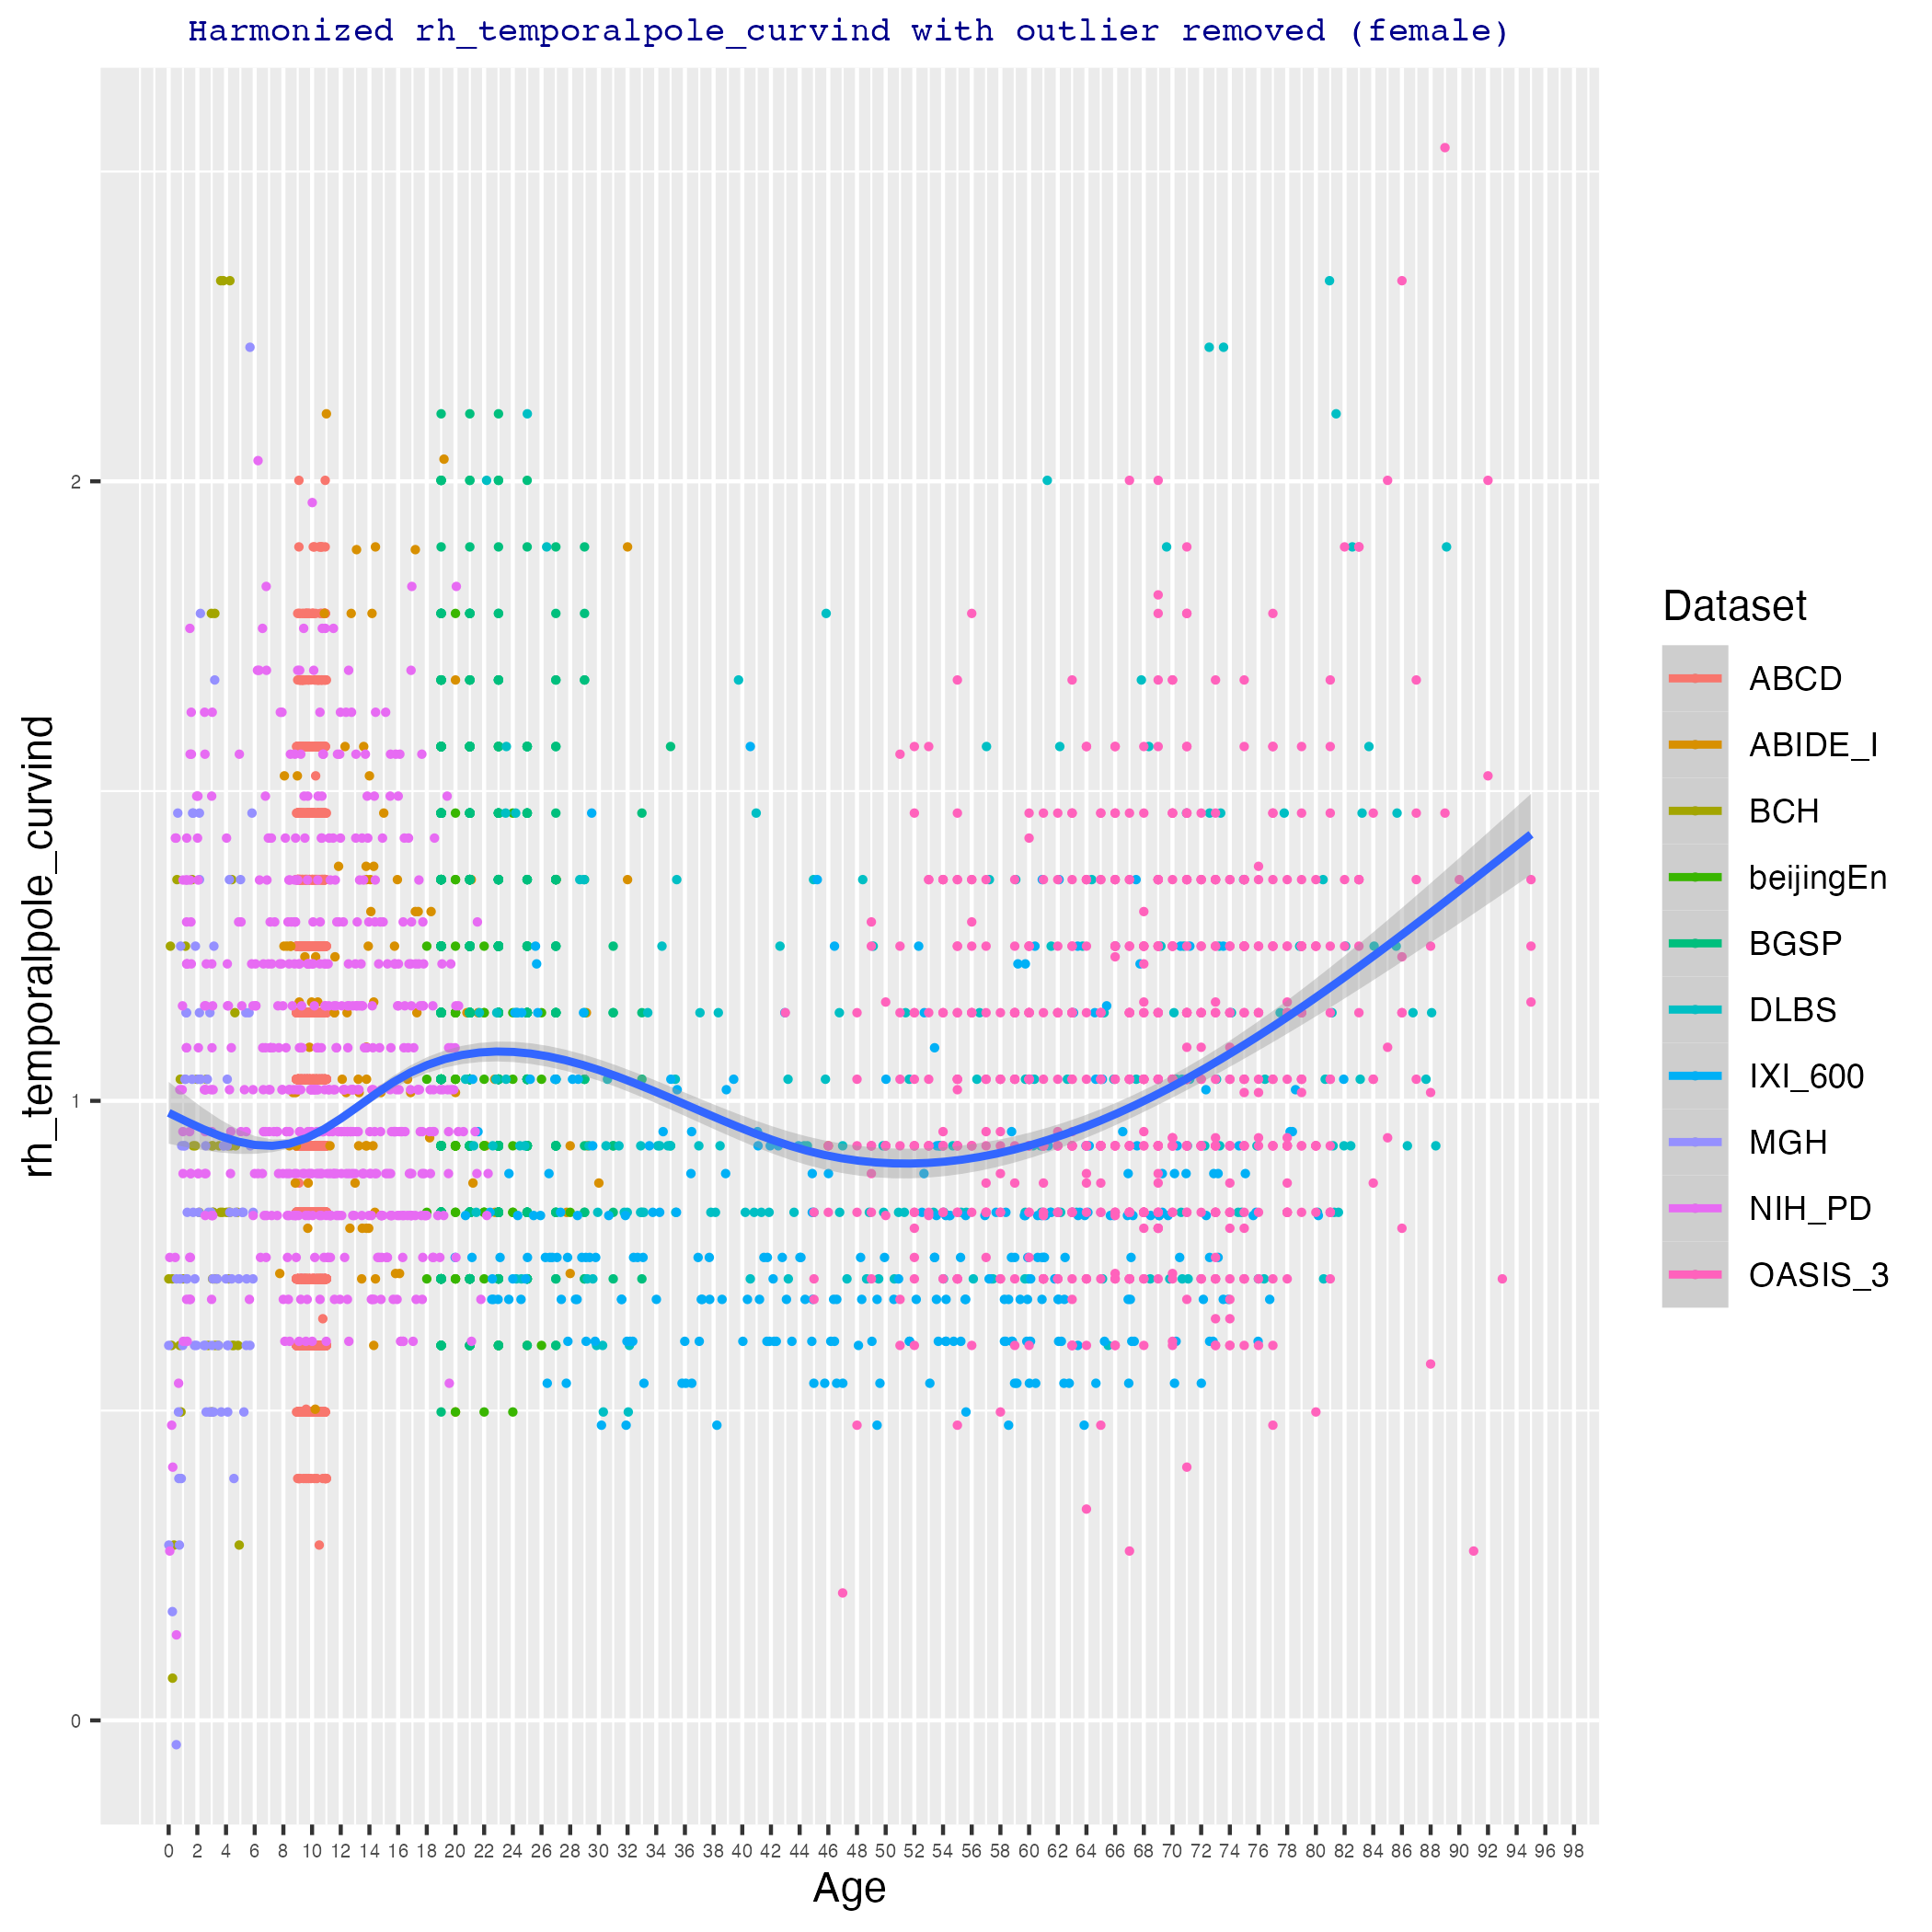 Harmonized rh_temporalpole_curvind with outlier removed (female)
rh_temporalpole_curvind
2
1
0
0 2 4 6 8 10 12 14 16 18 20 22 24 26 28 30 32 34 36 38 40 42 44 46 48 50 52 54 56 58 60 62 64 66 68 70 72 74 76 78 80 82 84 86 88 90 92 94 96 98
Age
Dataset
ABCD
ABIDE_I
BCH
beijingEn
BGSP
DLBS
IXI_600
MGH
NIH_PD
OASIS_3